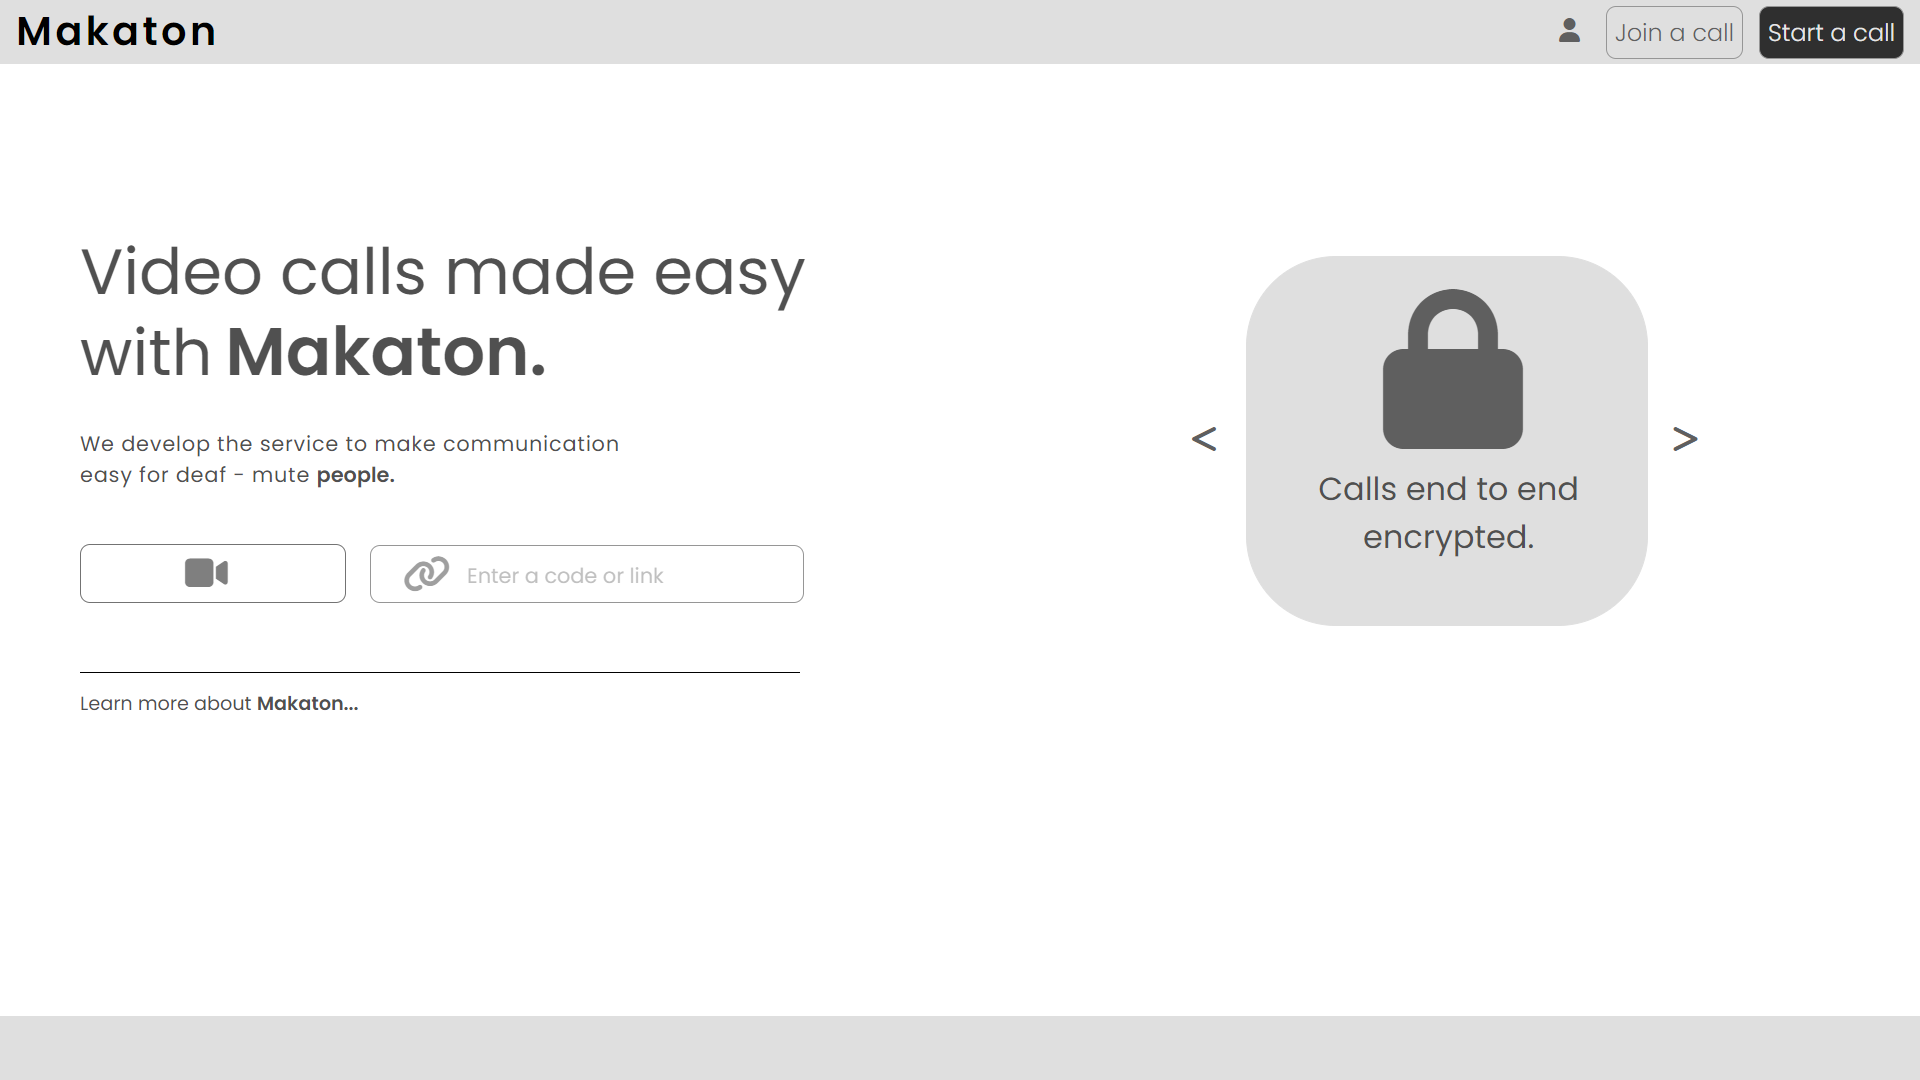 Makaton
Join a call
Start a call
Video calls made easy
with Makaton.
We develop the service to make communication
easy for deaf - mute people.
Enter a code or link
Learn more about Makaton...
<
Calls end to end
encrypted.
>